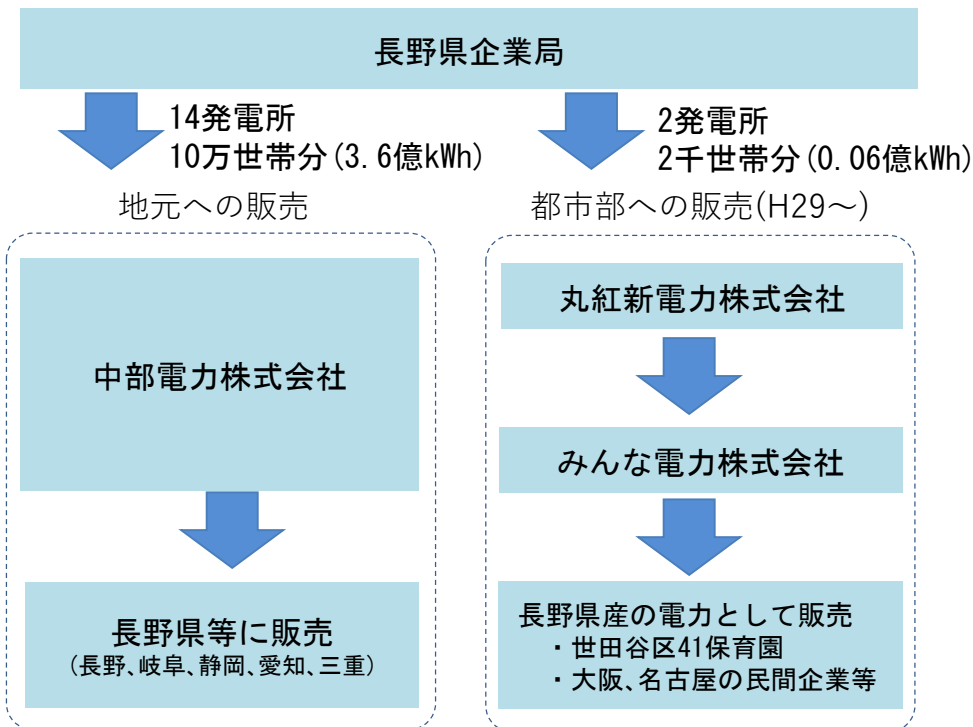 長野県企業局
14発電所
10万世帯分(3.6億kWh)
地元への販売
中部電力株式会社
長野県等に販売
(長野、岐阜、静岡、愛知、三重)
2発電所
2千世帯分(0.06億kWh)
都市部への販売(H29～)
丸紅新電力株式会社
みんな電力株式会社
長野県産の電力として販売
・世田谷区41保育園
・大阪、名古屋の民間企業等